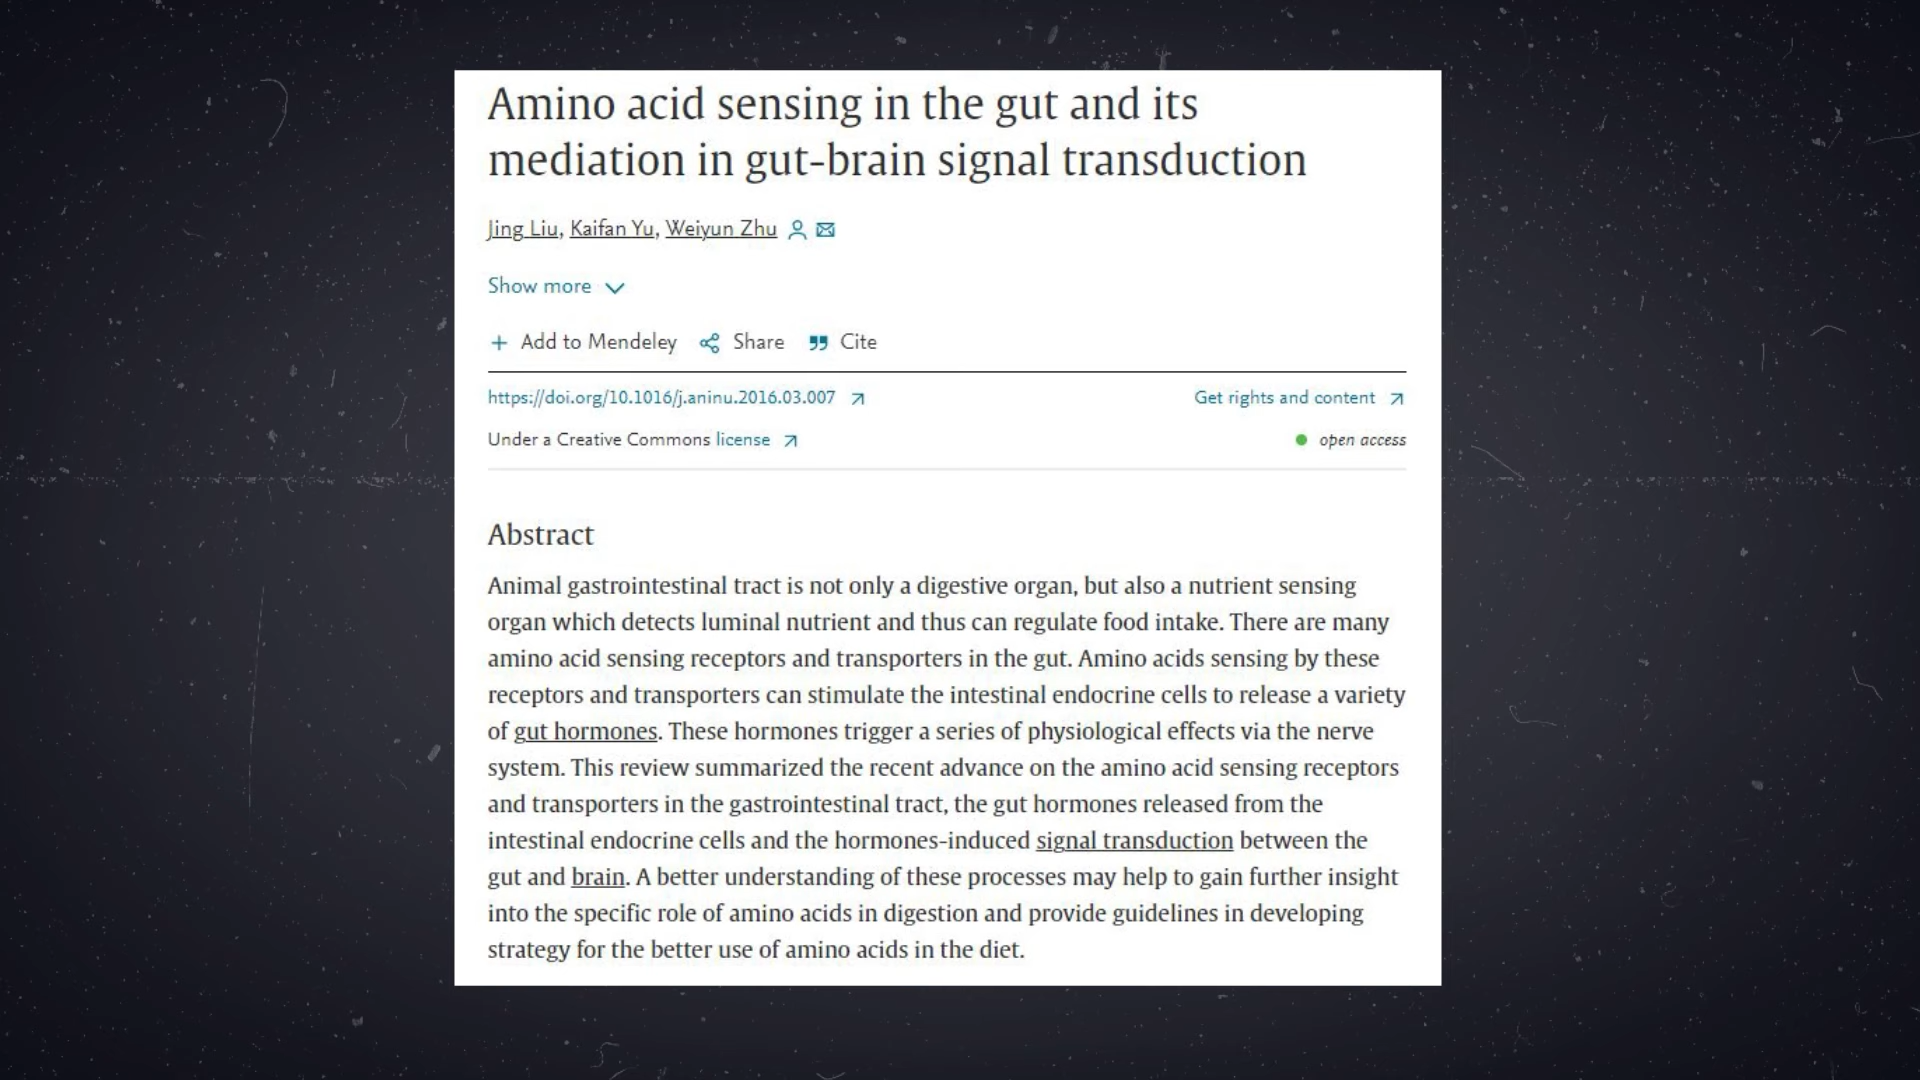 Amino acid sensing in the gut and its
mediation in gut-brain signal transduction
Jing Liu, Kaifan Yu, Weiyun Zhu
Show more
Add to Mendeley Share Cite
https://doi.org/10.1016/j.aninu.2016.03.007 Get rights and content
Under a Creative Commons license open access
Abstract
Animal gastrointestinal tract is not only a digestive organ, but also a nutrient sensing
organ which detects luminal nutrient and thus can regulate food intake. There are many
amino acid sensing receptors and transporters in the gut. Amino acids sensing by these
receptors and transporters can stimulate the intestinal endocrine cells to release a variety
of gut hormones. These hormones trigger a series of physiological effects via the nerve
system. This review summarized the recent advance on the amino acid sensing receptors
and transporters in the gastrointestinal tract, the gut hormones released from the
intestinal endocrine cells and the hormones-induced signal transduction between the
gut and brain. A better understanding of these processes may help to gain further insight
into the specific role of amino acids in digestion and provide guidelines in developing
strategy for the better use of amino acids in the diet.